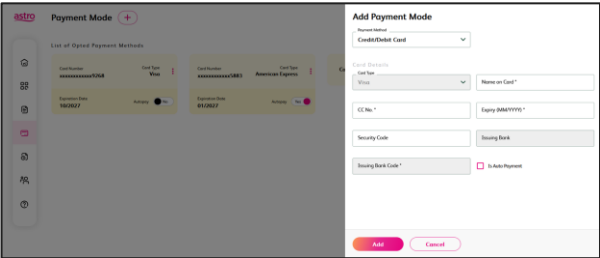 astro
Payment Mode
List of Opted Payment Methods
Card Number
Card Type
xxxxxxxxxxxx9268
Visa
Expiration Date
10/2027
Autopay
No
Card Number
Card Type
American Express
Expiration Date
01/2027
Autopay
Yes
Add Payment Mode
Payment Method
Credit/Debit Card
Card Details
Card Type
Visa
Name on Card *
CC No. *
Expiry (MM/YYYY) *
Security Code
Issuing Bank
Issuing Bank Code *
Is Auto Payment
Add
Cancel